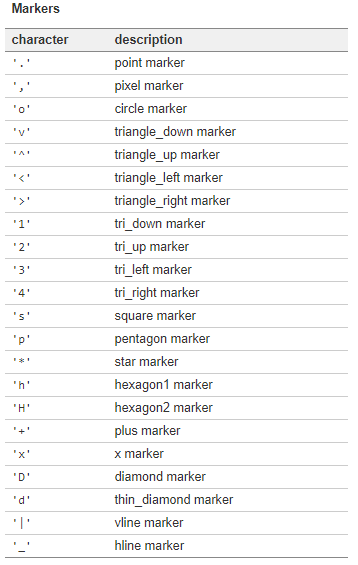 Markers
character description
'.' point marker
',' pixel marker
'o' circle marker
'v' triangle_down marker
'^' triangle_up marker
'<' triangle_left marker
'>' triangle_right marker
'1' tri_down marker
'2' tri_up marker
'3' tri_left marker
'4' tri_right marker
's' square marker
'p' pentagon marker
'*' star marker
'h' hexagon1 marker
'H' hexagon2 marker
'+' plus marker
'x' x marker
'D' diamond marker
'd' thin_diamond marker
'|' vline marker
'_' hline marker